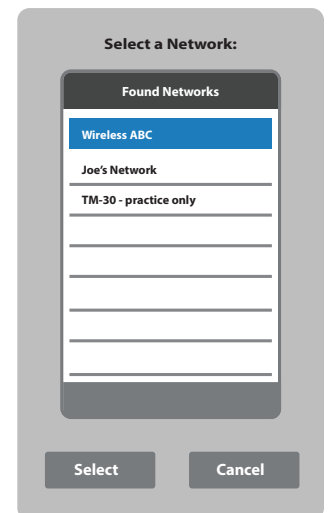 Select a Network:
Found Networks
Wireless ABC
Joe's Network
TM-30 - practice only
Select Cancel